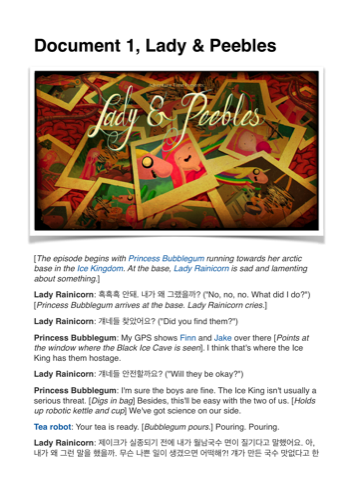 Document 1, Lady & Peebles
Lady & Peebles
[The episode begins with Princess Bubblegum running towards her arctic
base in the Ice Kingdom. At the base, Lady Rainicorn is sad and lamenting
about something.]
Lady Rainicorn: 흑흑흑 안돼. 내가 왜 그랬을까? ("No, no, no. What did I do?")
[Princess Bubblegum arrives at the base. Lady Rainicorn cries.]
Lady Rainicorn: 걔네들 찾았어요? ("Did you find them?")
Princess Bubblegum: My GPS shows Finn and Jake over there [Points at
the window where the Black Ice Cave is seen]. I think that's where the Ice
King has them hostage.
Lady Rainicorn: 걔네들 안전할까요? ("Will they be okay?")
Princess Bubblegum: I'm sure the boys are fine. The Ice King isn't usually a
serious threat. [Digs in bag] Besides, this'll be easy with the two of us. [Holds
up robotic kettle and cup] We've got science on our side.
Tea robot: Your tea is ready. [Bubblegum pours.] Pouring. Pouring.
Lady Rainicorn: 제이크가 실종되기 전에 내가 월남국수 면이 질기다고 말했어요. 아,
내가 왜 그런 말을 했을까. 무슨 나쁜 일이 생겼으면 어떡해?! 걔가 만든 국수 맛없다고 한